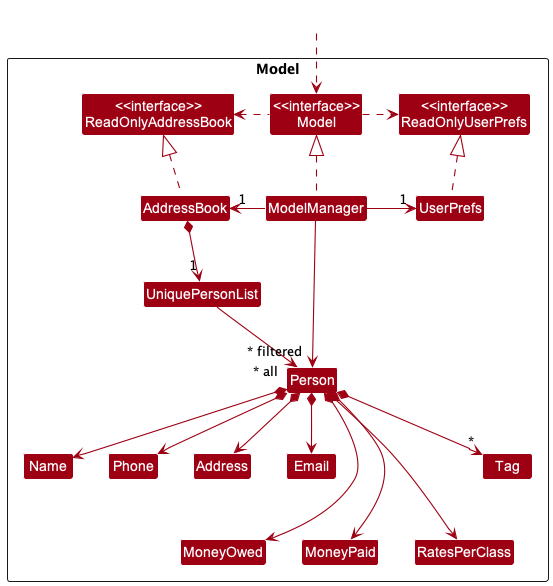 Model
<<interface>>
ReadOnlyAddressBook
<<interface>>
Model
<<interface>>
ReadOnlyUserPrefs
AddressBook
1
ModelManager
1
UserPrefs
1
UniquePersonList
* filtered
* all
Person
Name
Phone
Address
Email
*
Tag
MoneyOwed
MoneyPaid
RatesPerClass